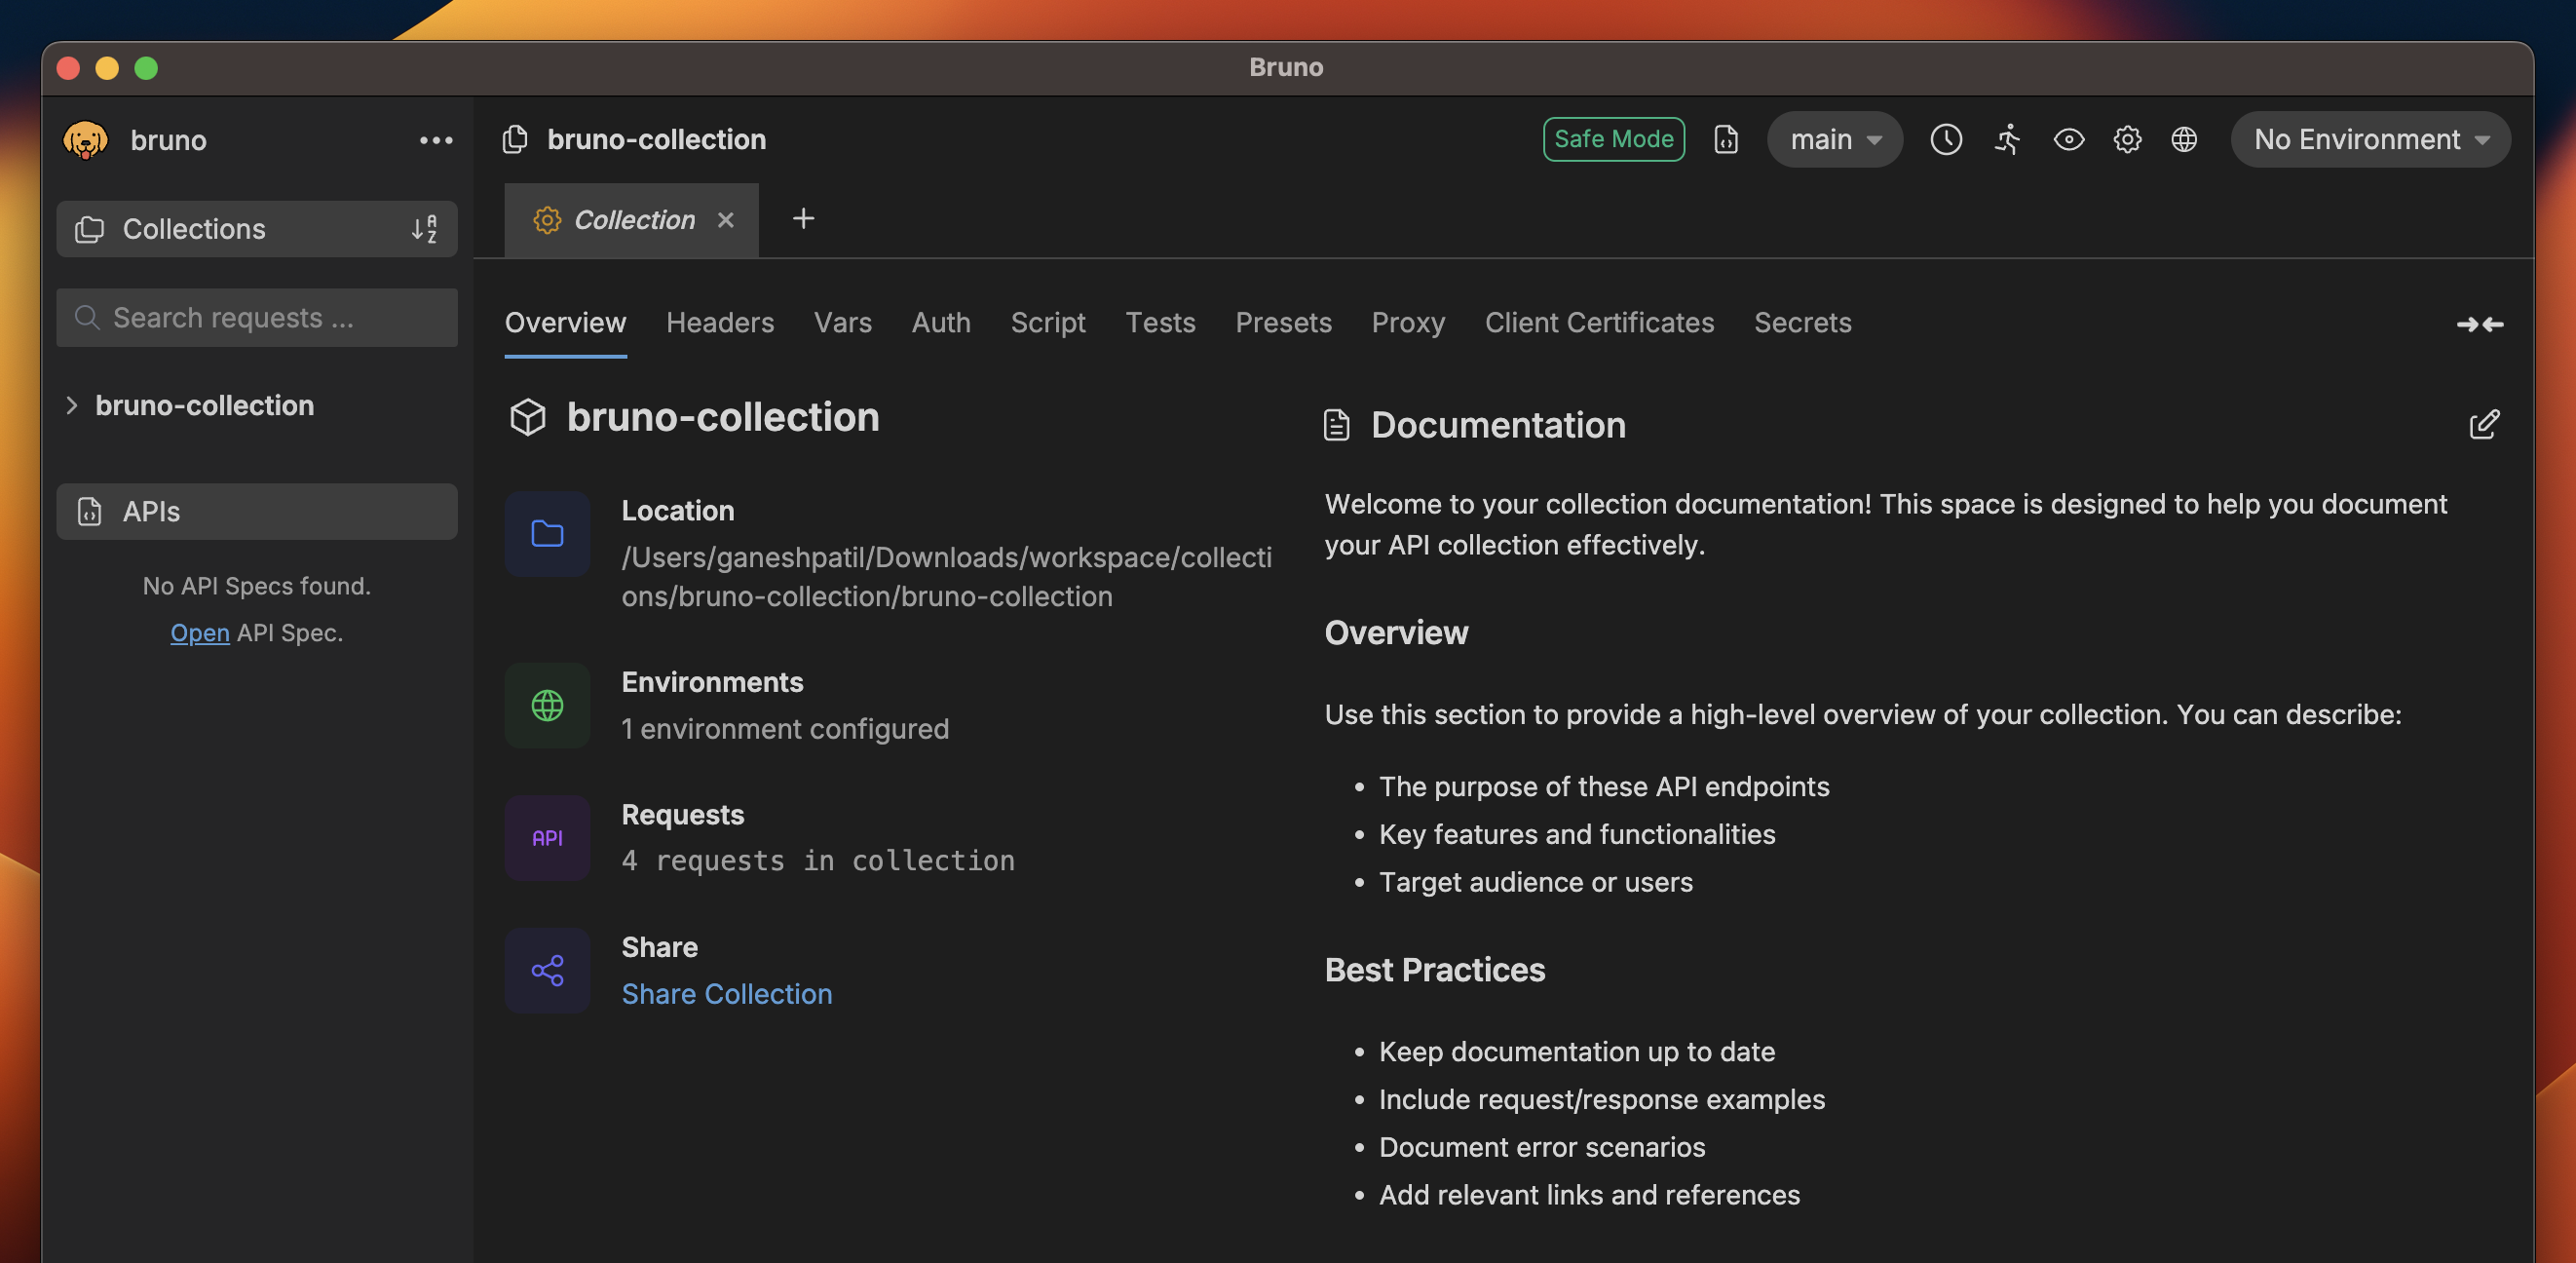 Bruno
bruno
Collections
Search requests ...
bruno-collection
APIs
No API Specs found.
Open API Spec.
bruno-collection
Safe Mode
main
No Environment
Collection
Overview Headers Vars Auth Script Tests Presets Proxy Client Certificates Secrets
bruno-collection
Location
/Users/ganeshpatil/Downloads/workspace/collecti
ons/bruno-collection/bruno-collection
Environments
1 environment configured
API
Requests
4 requests in collection
Share
Share Collection
Documentation
Welcome to your collection documentation! This space is designed to help you document
your API collection effectively.
Overview
Use this section to provide a high-level overview of your collection. You can describe:
• The purpose of these API endpoints
• Key features and functionalities
• Target audience or users
Best Practices
• Keep documentation up to date
• Include request/response examples
• Document error scenarios
• Add relevant links and references